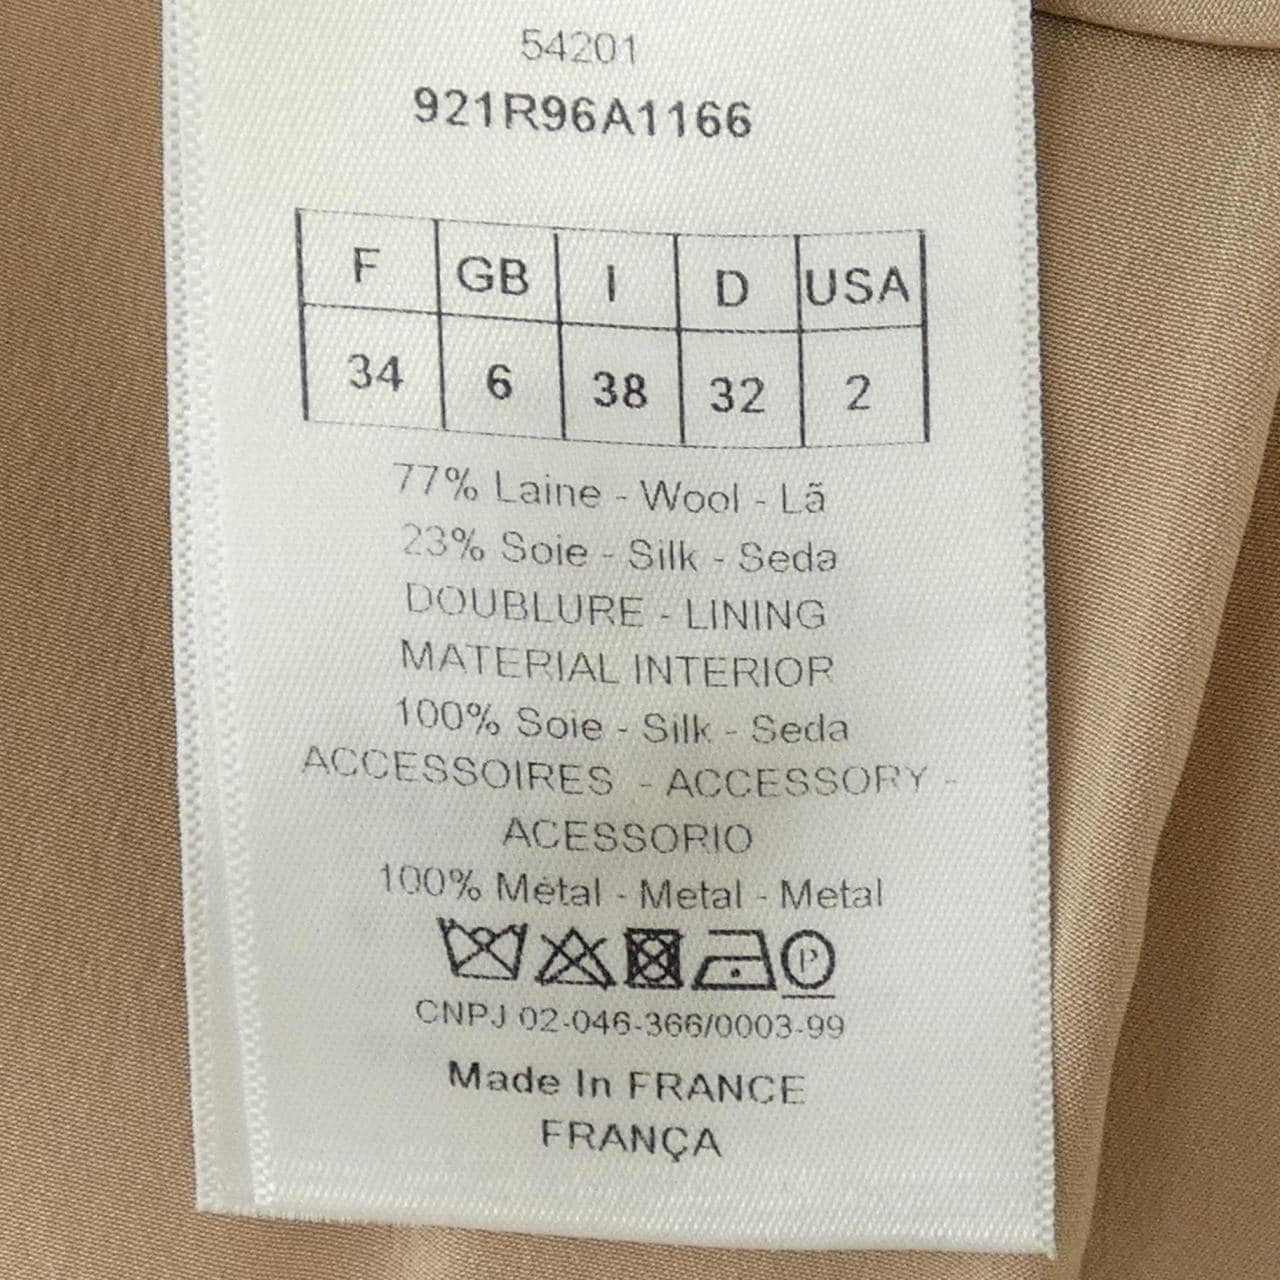 54201
921R96A1166
F GB I D USA
34 6 38 32 2
77% Laine - Wool - Lã
23% Soie - Silk - Seda
DOUBLURE - LINING
MATERIAL INTERIOR
100% Soie - Silk - Seda
ACCESSOIRES - ACCESSORY -
ACESSORIO
100% Métal - Metal - Metal
P
CNPJ 02-046-366/0003-99
Made In FRANCE
FRANÇA